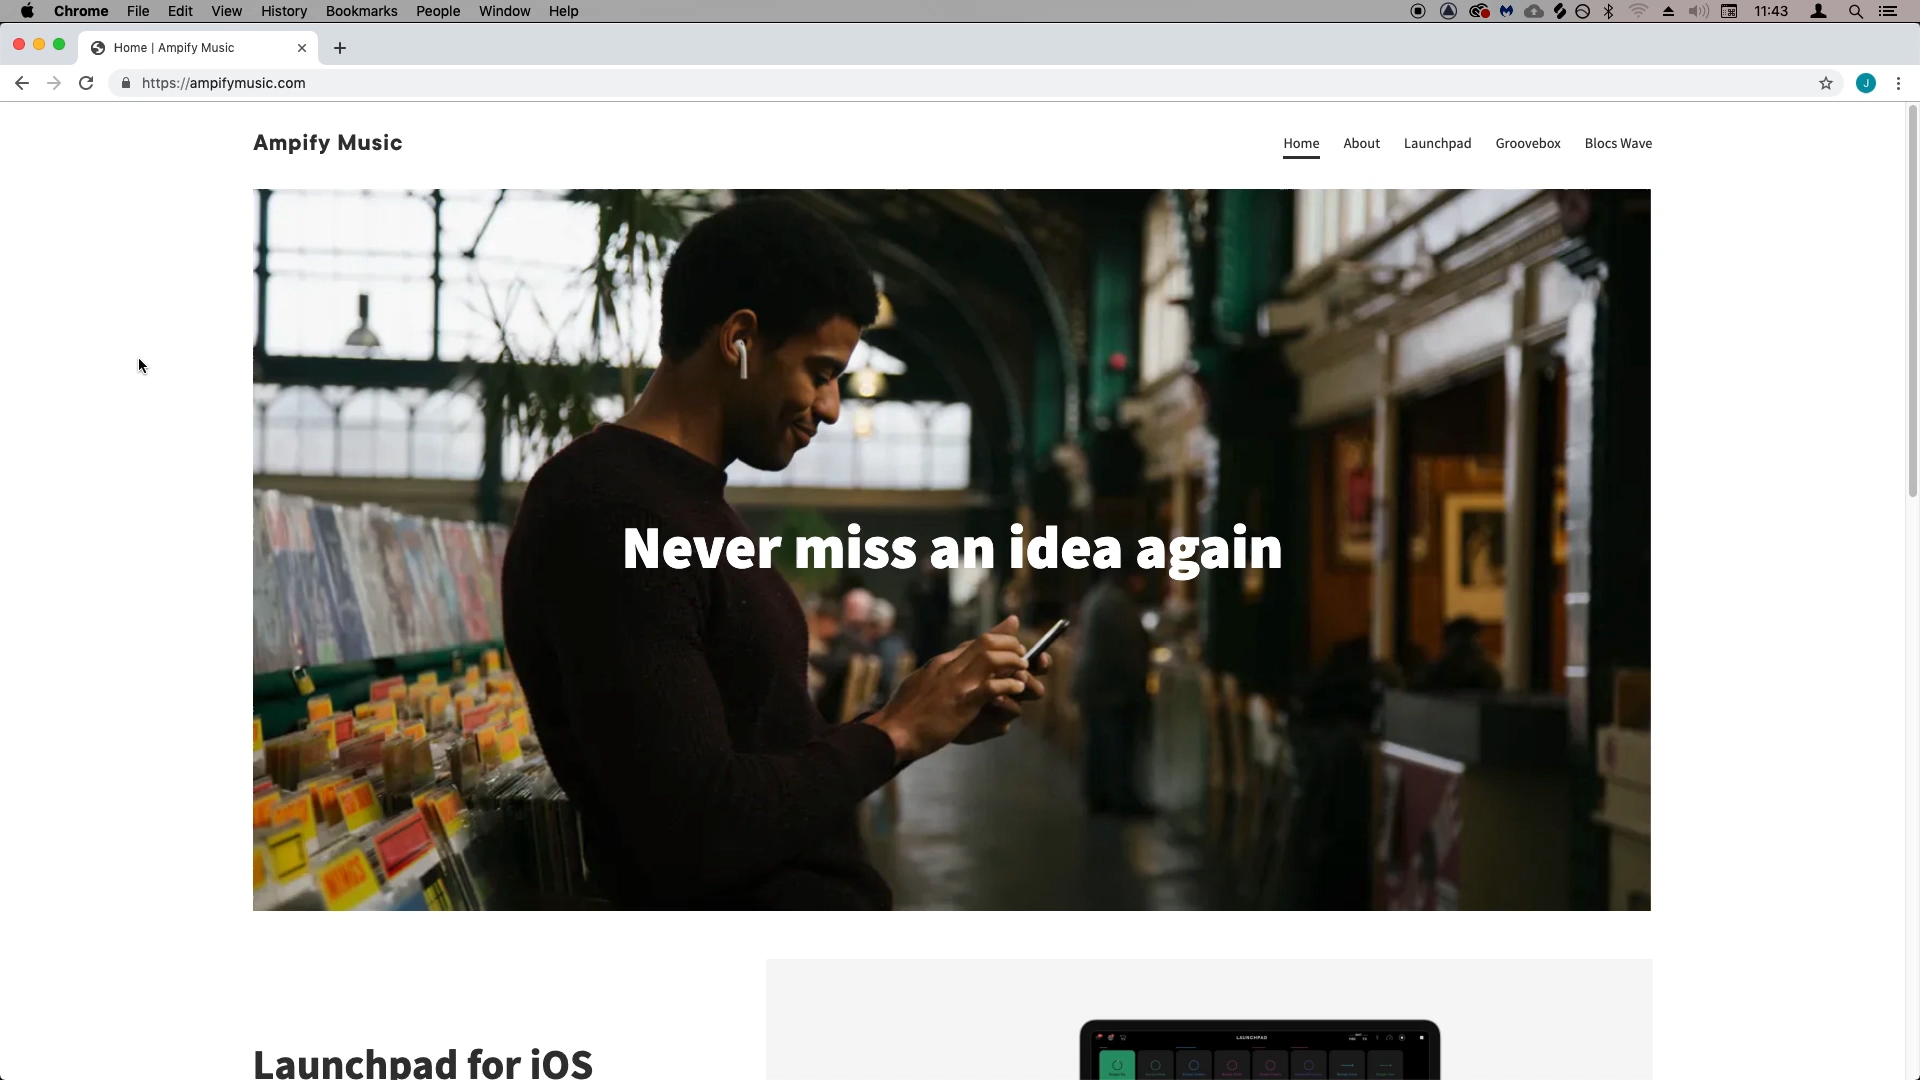 Chrome File Edit View History Bookmarks People Window Help 11:43
Home | Ampify Music
https://ampifymusic.com J
Ampify Music
Home About Launchpad Groovebox Blocs Wave
Never miss an idea again
Launchpad for iOS
LAUNCHPAD